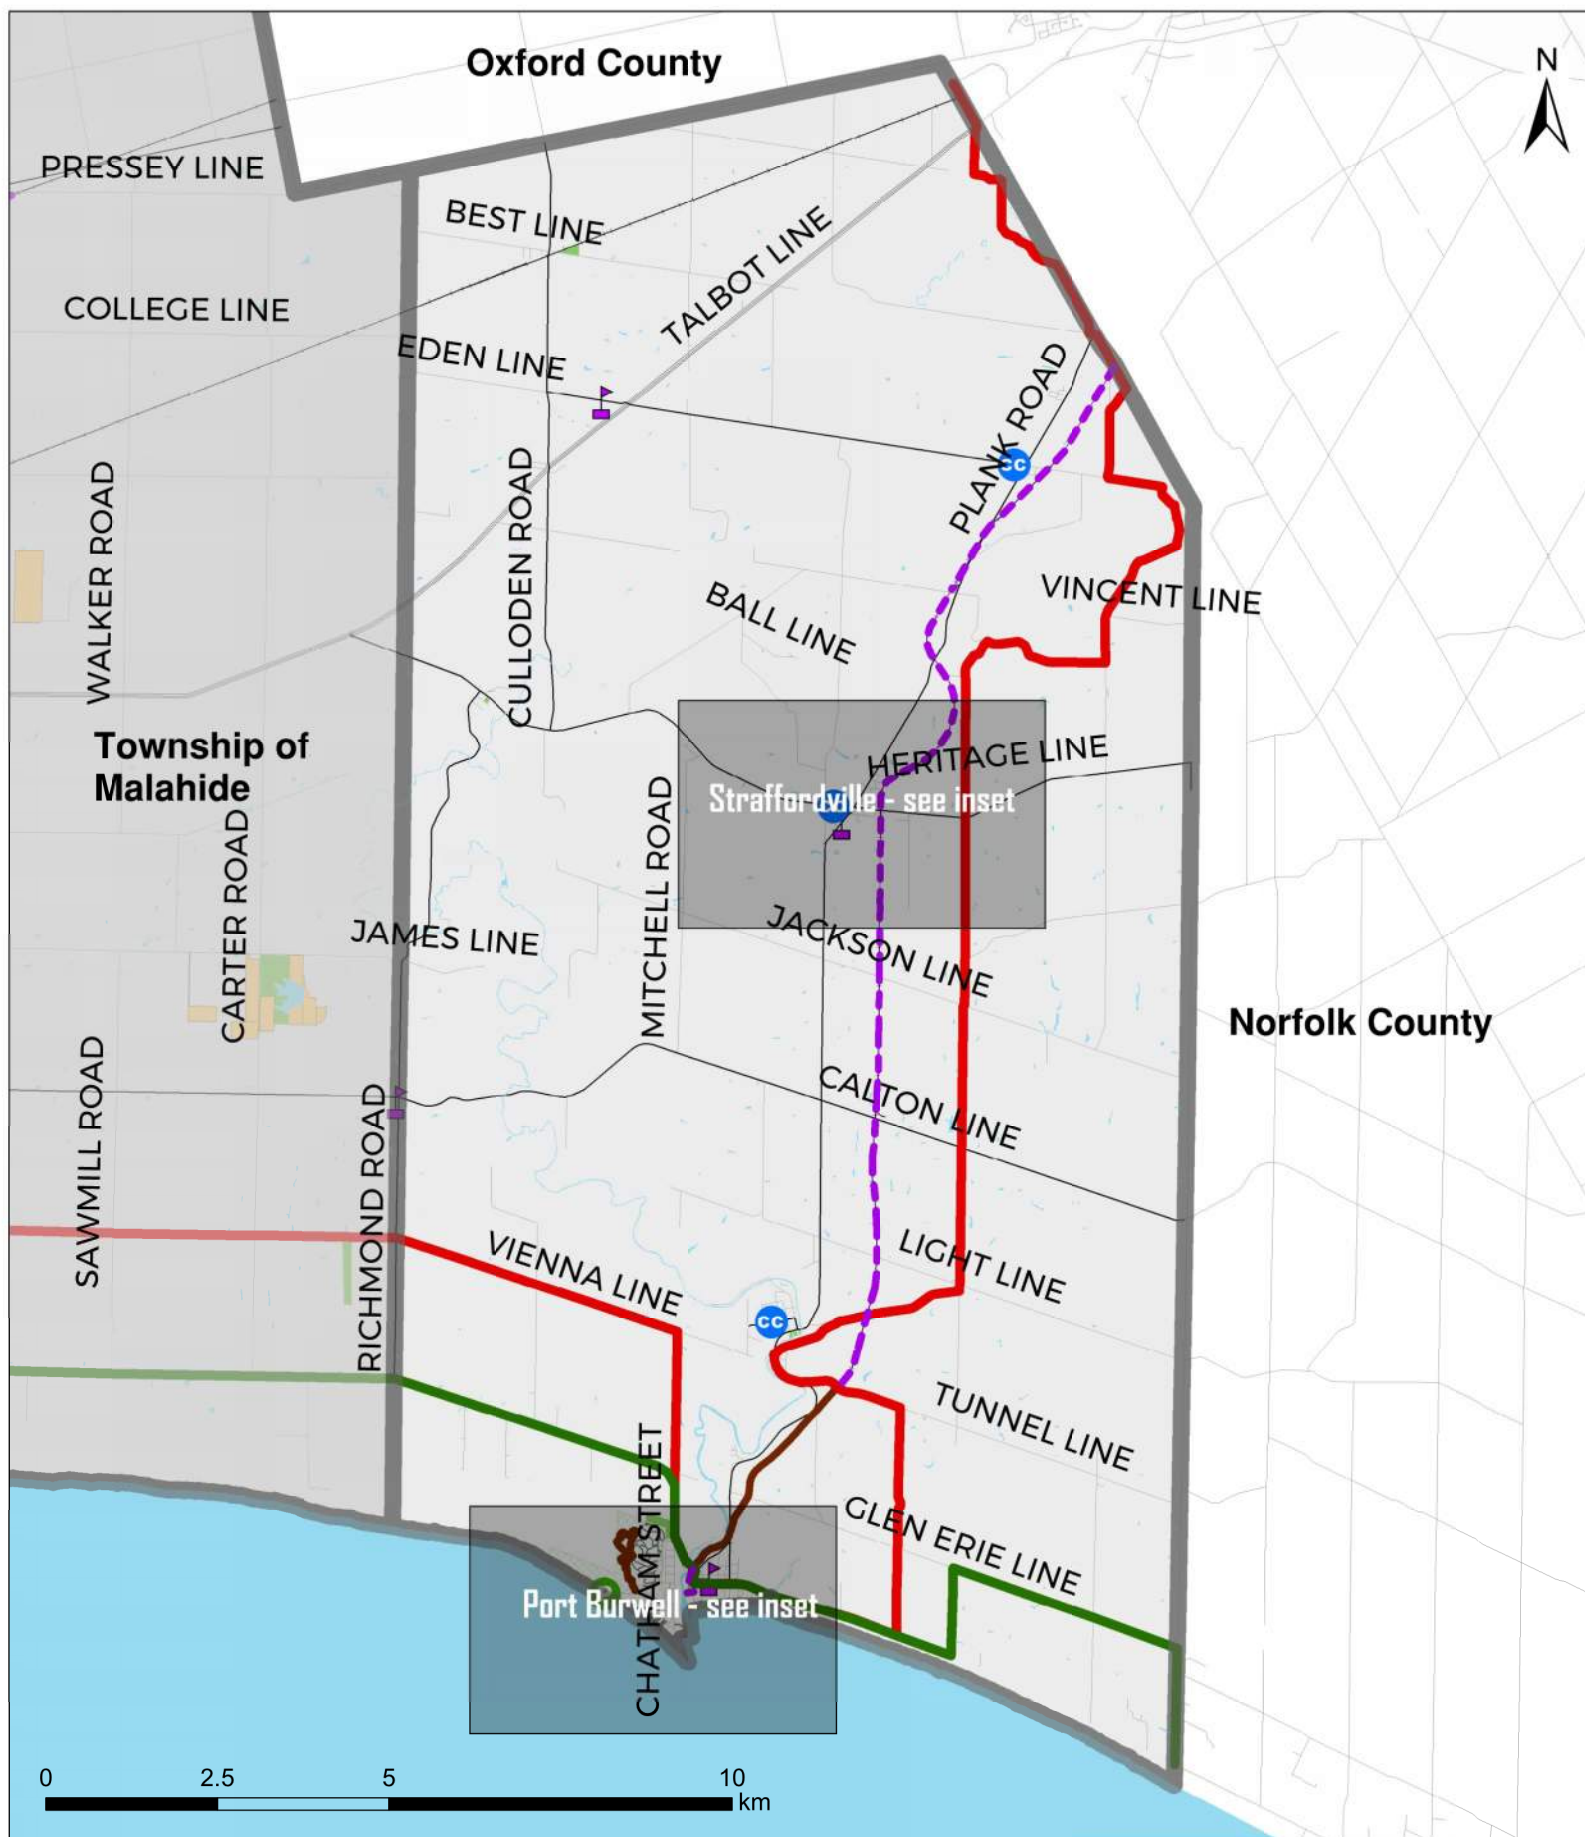 Oxford County
N
PRESSEY LINE
BEST LINE
TALBOT LINE
COLLEGE LINE
EDEN LINE
PLANK ROAD
CC
WALKER ROAD
CULLODEN ROAD
BALL LINE
VINCENT LINE
Township of
Malahide
HERITAGE LINE
Straffordville - see inset
MITCHELL ROAD
CARTER ROAD
JAMES LINE
JACKSON LINE
Norfolk County
SAWMILL ROAD
RICHMOND ROAD
CALTON LINE
VIENNA LINE
LIGHT LINE
CC
TUNNEL LINE
CHATHAM STREET
GLEN ERIE LINE
Port Burwell - see inset
0 2.5 5 10
km